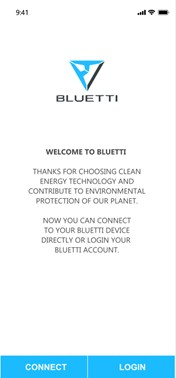 9:41
BLUETTI
WELCOME TO BLUETTI
THANKS FOR CHOOSING CLEAN
ENERGY TECHNOLOGY AND
CONTRIBUTE TO ENVIRONMENTAL
PROTECTION OF OUR PLANET.
NOW YOU CAN CONNECT
TO YOUR BLUETTI DEVICE
DIRECTLY OR LOGIN YOUR
BLUETTI ACCOUNT.
CONNECT LOGIN